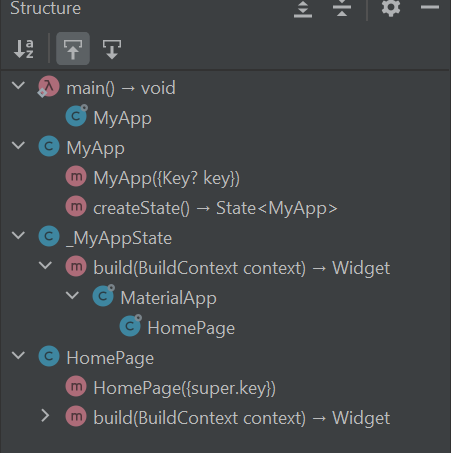 Structure
main() → void
MyApp
MyApp
MyApp({Key? key})
createState() → State<MyApp>
_MyAppState
build(BuildContext context) → Widget
MaterialApp
HomePage
HomePage
HomePage({super.key})
build(BuildContext context) → Widget